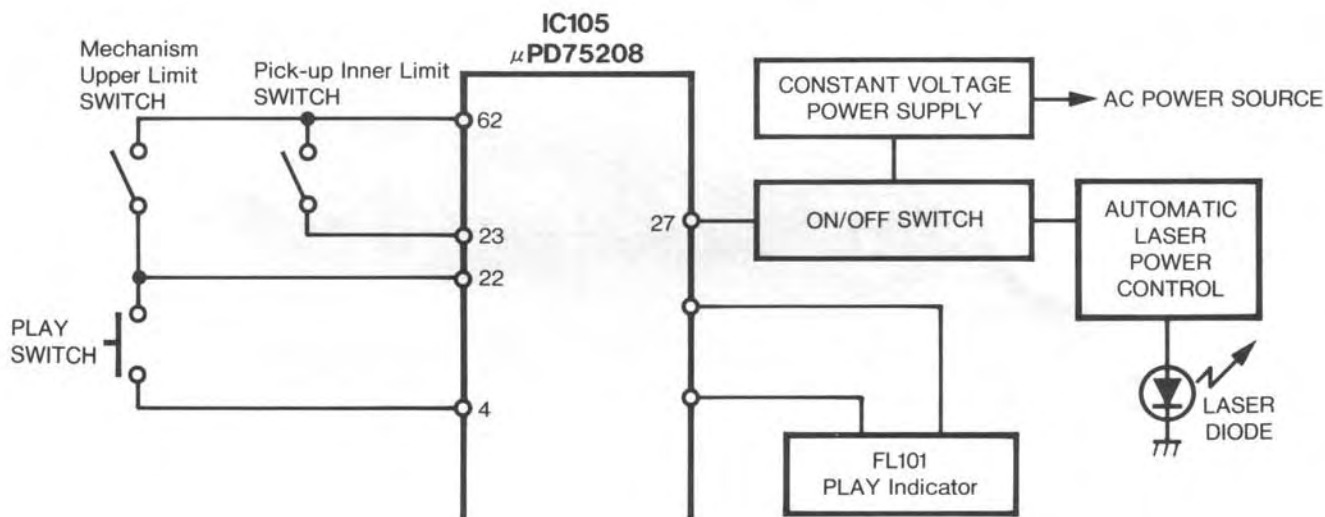 IC105
μPD75208
Mechanism
Upper Limit
SWITCH
Pick-up Inner Limit
SWITCH
62
23
22
4
PLAY
SWITCH
27
CONSTANT VOLTAGE
POWER SUPPLY
AC POWER SOURCE
ON/OFF SWITCH
AUTOMATIC
LASER
POWER
CONTROL
LASER
DIODE
FL101
PLAY Indicator